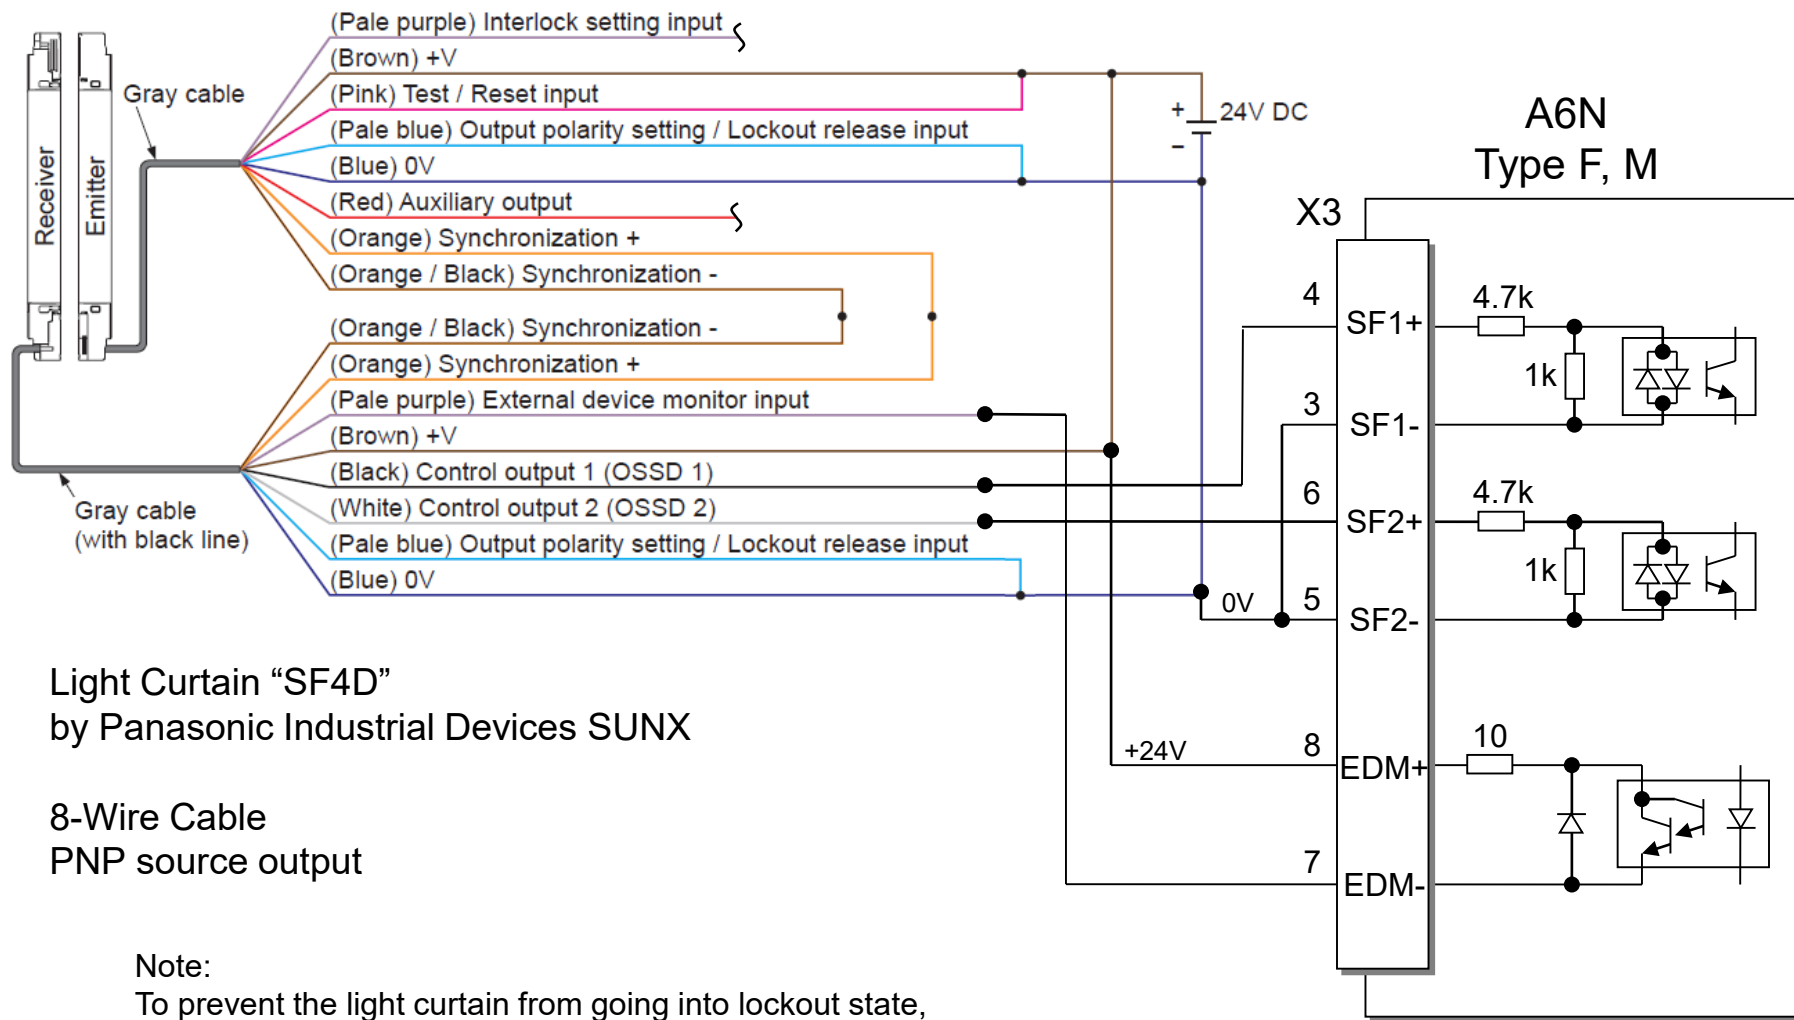 (Pale purple) Interlock setting input
(Brown) +V
(Pink) Test / Reset input
(Pale blue) Output polarity setting / Lockout release input
(Blue) 0V
(Red) Auxiliary output
(Orange) Synchronization +
(Orange / Black) Synchronization -
(Orange / Black) Synchronization -
(Orange) Synchronization +
(Pale purple) External device monitor input
(Brown) +V
(Black) Control output 1 (OSSD 1)
(White) Control output 2 (OSSD 2)
(Pale blue) Output polarity setting / Lockout release input
(Blue) 0V
Gray cable
Receiver
Emitter
Gray cable
(with black line)
+
24V DC
−
0V
+24V
A6N
Type F, M
X3
4
SF1+
4.7k
1k
3
SF1-
6
SF2+
4.7k
1k
5
SF2-
8
EDM+
10
7
EDM-
Light Curtain “SF4D”
by Panasonic Industrial Devices SUNX
8-Wire Cable
PNP source output
Note:
To prevent the light curtain from going into lockout state,